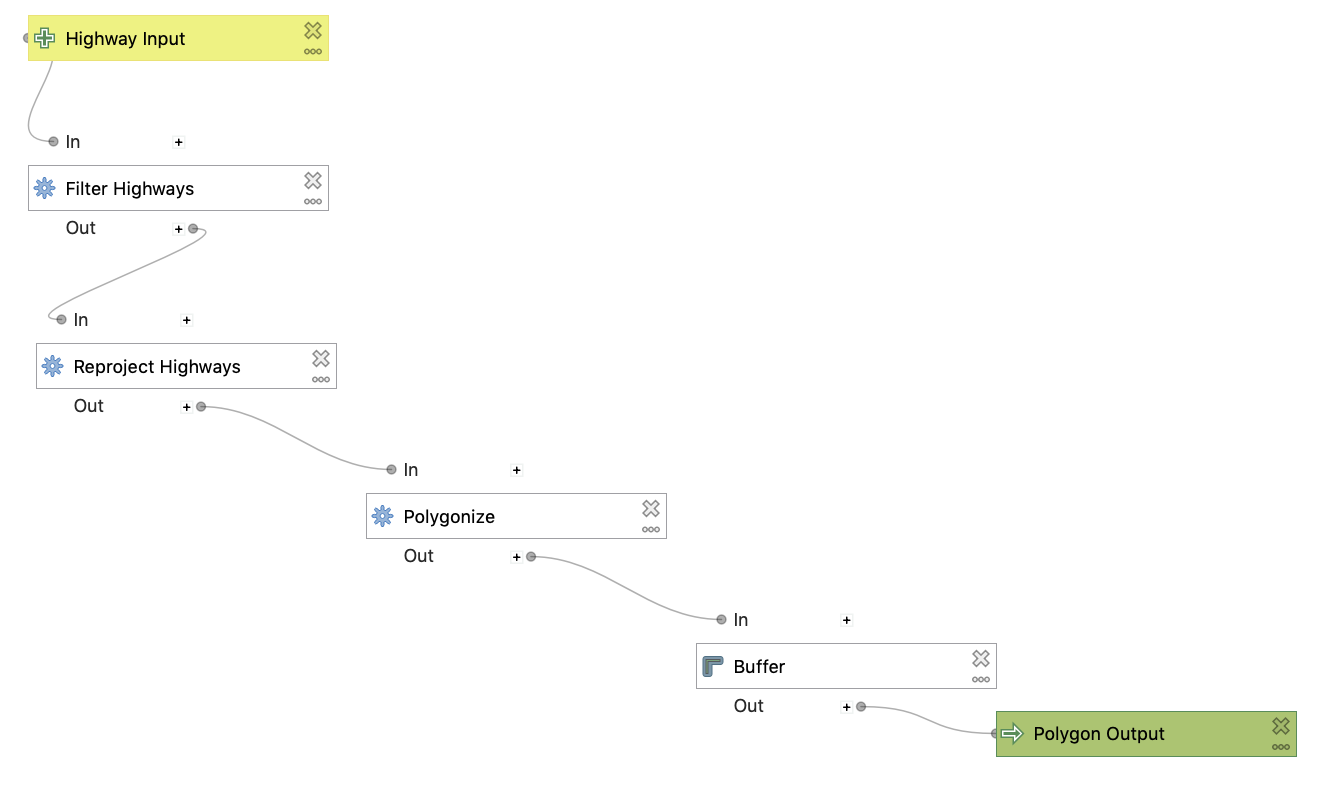 Highway Input
In
Filter Highways
Out
In
Reproject Highways
Out
In
Polygonize
Out
In
Buffer
Out
Polygon Output